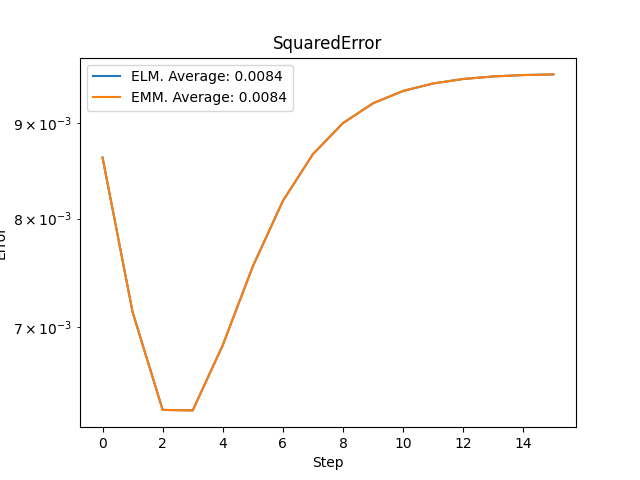 SquaredError
ELM. Average: 0.0084
EMM. Average: 0.0084
9 × 10⁻³
8 × 10⁻³
7 × 10⁻³
Error
0 2 4 6 8 10 12 14
Step